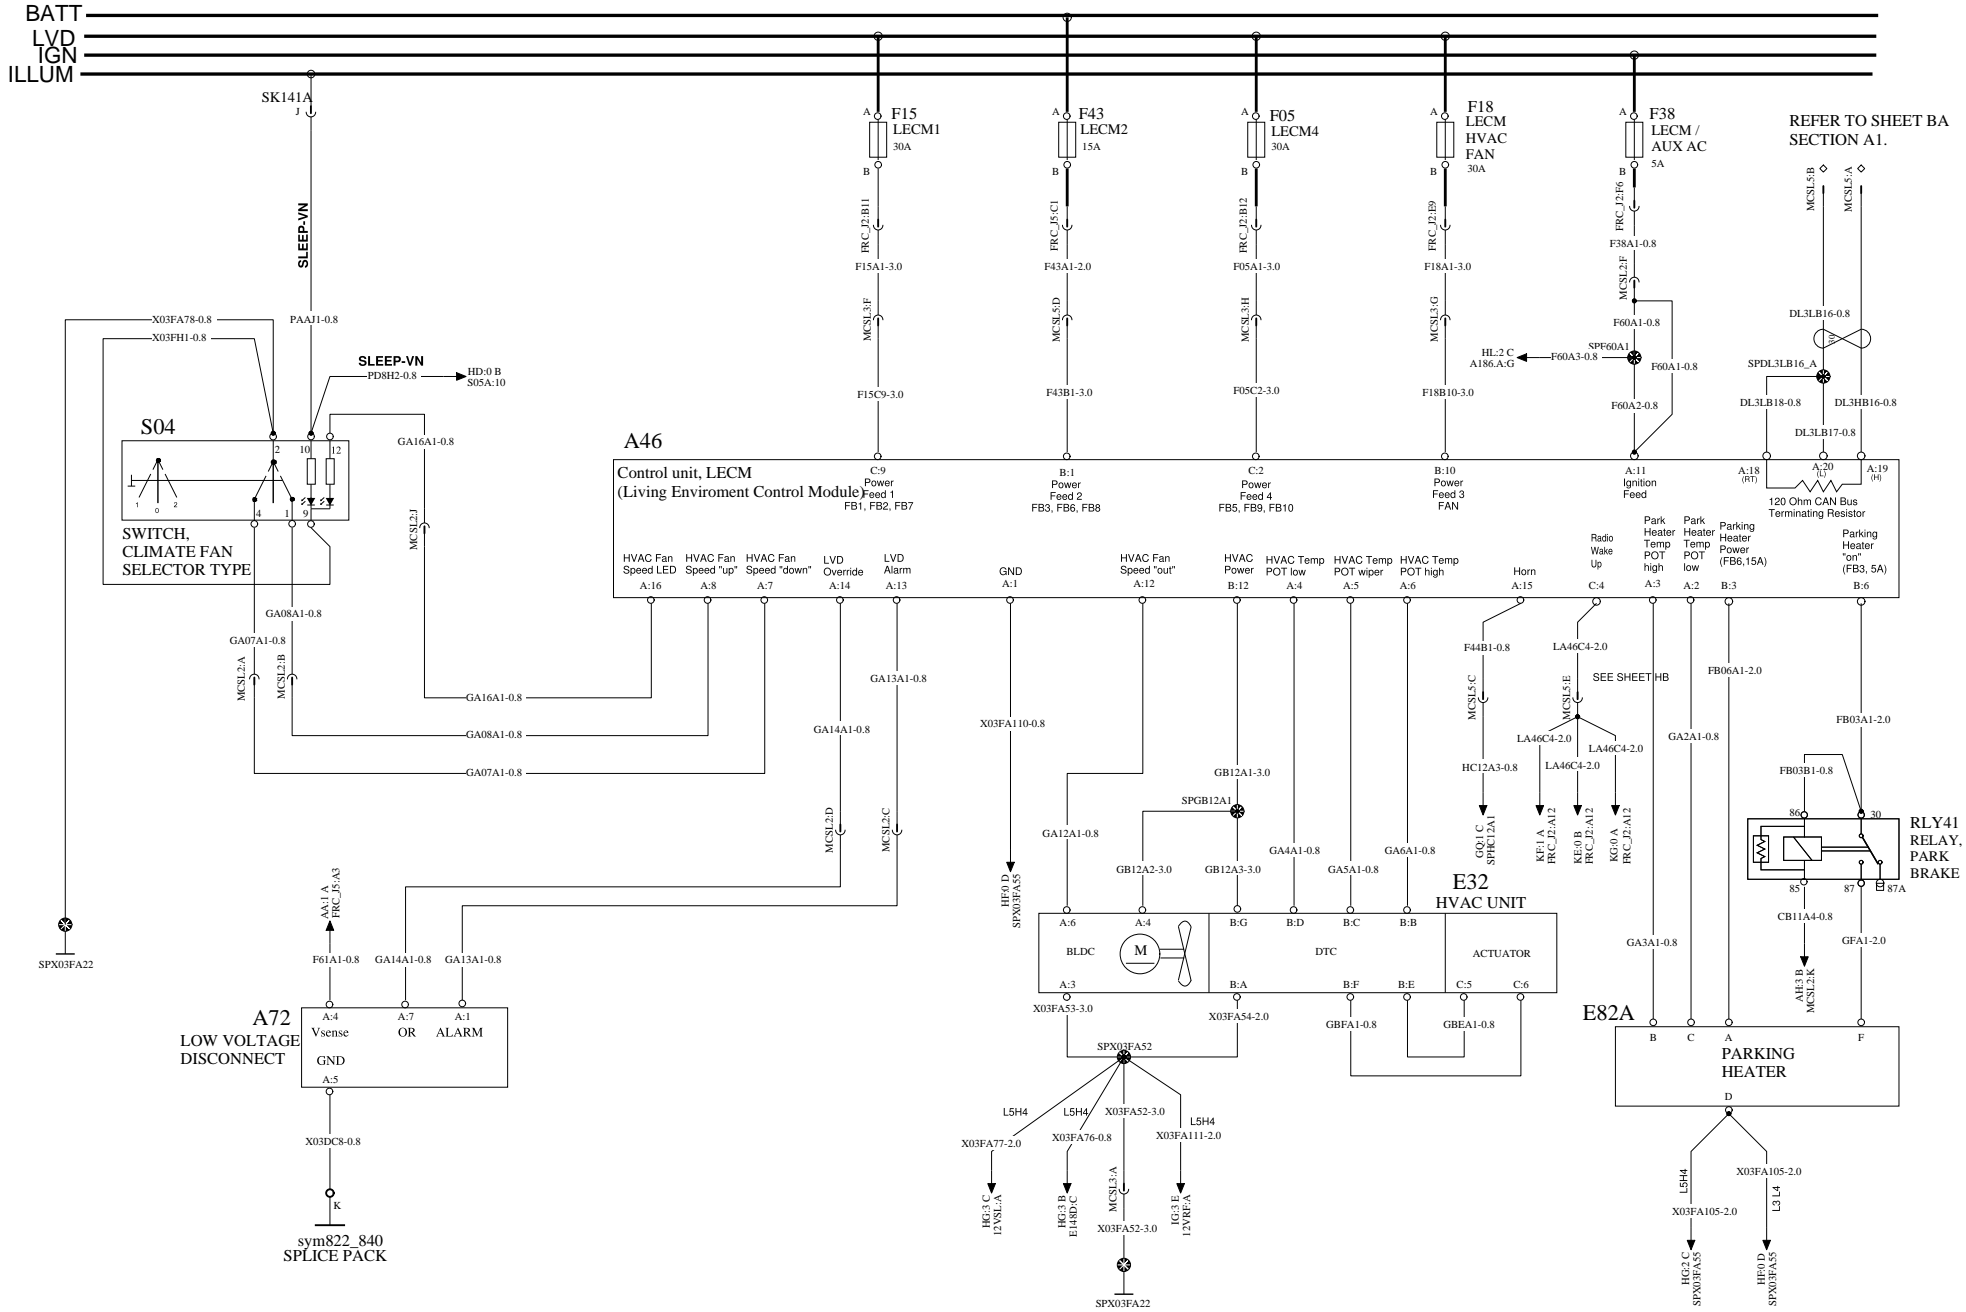 BATT
LVD
IGN
ILLUM
SK141A
J
SLEEP-VN
PAAJ1-0.8
X03FA78-0.8
X03FH1-0.8
SLEEP-VN
PD8H2-0.8
HD:0 B
S05A:10
S04
2
10
12
1
0
2
4
1
9
SWITCH,
CLIMATE FAN
SELECTOR TYPE
GA16A1-0.8
MCSL2:J
GA08A1-0.8
GA07A1-0.8
MCSL2:A
MCSL2:B
GA16A1-0.8
GA08A1-0.8
GA07A1-0.8
SPX03FA22
A
F15
LECM1
30A
B
FRC_J2:B11
F15A1-3.0
MCSL3:F
F15C9-3.0
A
F43
LECM2
15A
B
FRC_J5:C1
F43A1-2.0
MCSL5:D
F43B1-3.0
A
F05
LECM4
30A
B
FRC_J2:B12
F05A1-3.0
MCSL3:H
F05C2-3.0
A
F18
LECM
HVAC
FAN
30A
B
FRC_J2:E9
F18A1-3.0
MCSL3:G
F18B10-3.0
A
F38
LECM /
AUX AC
5A
B
FRC_J2:F6
F38A1-0.8
MCSL2:F
F60A1-0.8
SPF60A1
HL:2 C
A186.A:G
F60A3-0.8
F60A1-0.8
F60A2-0.8
REFER TO SHEET BA
SECTION A1.
MCSL5:B
MCSL5:A
DL3LB16-0.8
30
SPDL3LB16_A
DL3LB18-0.8
DL3HB16-0.8
DL3LB17-0.8
A46
Control unit, LECM
(Living Enviroment Control Module)
C:9
Power
Feed 1
FB1, FB2, FB7
B:1
Power
Feed 2
FB3, FB6, FB8
C:2
Power
Feed 4
FB5, FB9, FB10
B:10
Power
Feed 3
FAN
A:11
Ignition
Feed
A:18
(RT)
A:20
(L)
A:19
(H)
120 Ohm CAN Bus
Terminating Resistor
HVAC Fan
Speed LED
A:16
HVAC Fan
Speed "up"
A:8
HVAC Fan
Speed "down"
A:7
LVD
Override
A:14
LVD
Alarm
A:13
GND
A:1
HVAC Fan
Speed "out"
A:12
HVAC
Power
B:12
HVAC Temp
POT low
A:4
HVAC Temp
POT wiper
A:5
HVAC Temp
POT high
A:6
Horn
A:15
Radio
Wake
Up
C:4
Park
Heater
Temp
POT
high
A:3
Park
Heater
Temp
POT
low
A:2
Parking
Heater
Power
(FB6,15A)
B:3
Parking
Heater
"on"
(FB3, 5A)
B:6
GA13A1-0.8
GA14A1-0.8
MCSL2:D
MCSL2:C
X03FA110-0.8
HF:0 D
SPX03FA55
GA12A1-0.8
GB12A1-3.0
SPGB12A1
GB12A2-3.0
GB12A3-3.0
GA4A1-0.8
GA5A1-0.8
GA6A1-0.8
F44B1-0.8
MCSL5:C
HC12A3-0.8
GQ:1 C
SPHC12A1
LA46C4-2.0
SEE SHEET HB
MCSL5:E
LA46C4-2.0
LA46C4-2.0
LA46C4-2.0
KF:1 A
FRC_J2:A12
KE:0 B
FRC_J2:A12
KG:0 A
FRC_J2:A12
FB06A1-2.0
GA2A1-0.8
GA3A1-0.8
FB03A1-2.0
FB03B1-0.8
86
30
RLY41
RELAY,
PARK
BRAKE
85
87
87A
CB11A4-0.8
AH:3 B
MCSL2:K
GFA1-2.0
E32
HVAC UNIT
A:6
A:4
B:G
B:D
B:C
B:B
BLDC
M
DTC
ACTUATOR
A:3
B:A
B:F
B:E
C:5
C:6
X03FA53-3.0
X03FA54-2.0
GBFA1-0.8
GBEA1-0.8
SPX03FA52
L5H4
X03FA77-2.0
L5H4
X03FA76-0.8
X03FA52-3.0
L5H4
X03FA111-2.0
HG:3 C
12VSL:A
HG:3 B
E148D:C
MCSL3:A
IG:3 E
12VRF:A
X03FA52-3.0
SPX03FA22
AA:1 A
FRC_J5:A3
F61A1-0.8
GA14A1-0.8
GA13A1-0.8
A72
LOW VOLTAGE
DISCONNECT
A:4
Vsense
A:7
OR
A:1
ALARM
GND
A:5
X03DC8-0.8
K
sym822_840
SPLICE PACK
E82A
B
C
A
F
PARKING
HEATER
D
L5H4
X03FA105-2.0
X03FA105-2.0
L3 L4
HG:2 C
SPX03FA55
HF:0 D
SPX03FA55